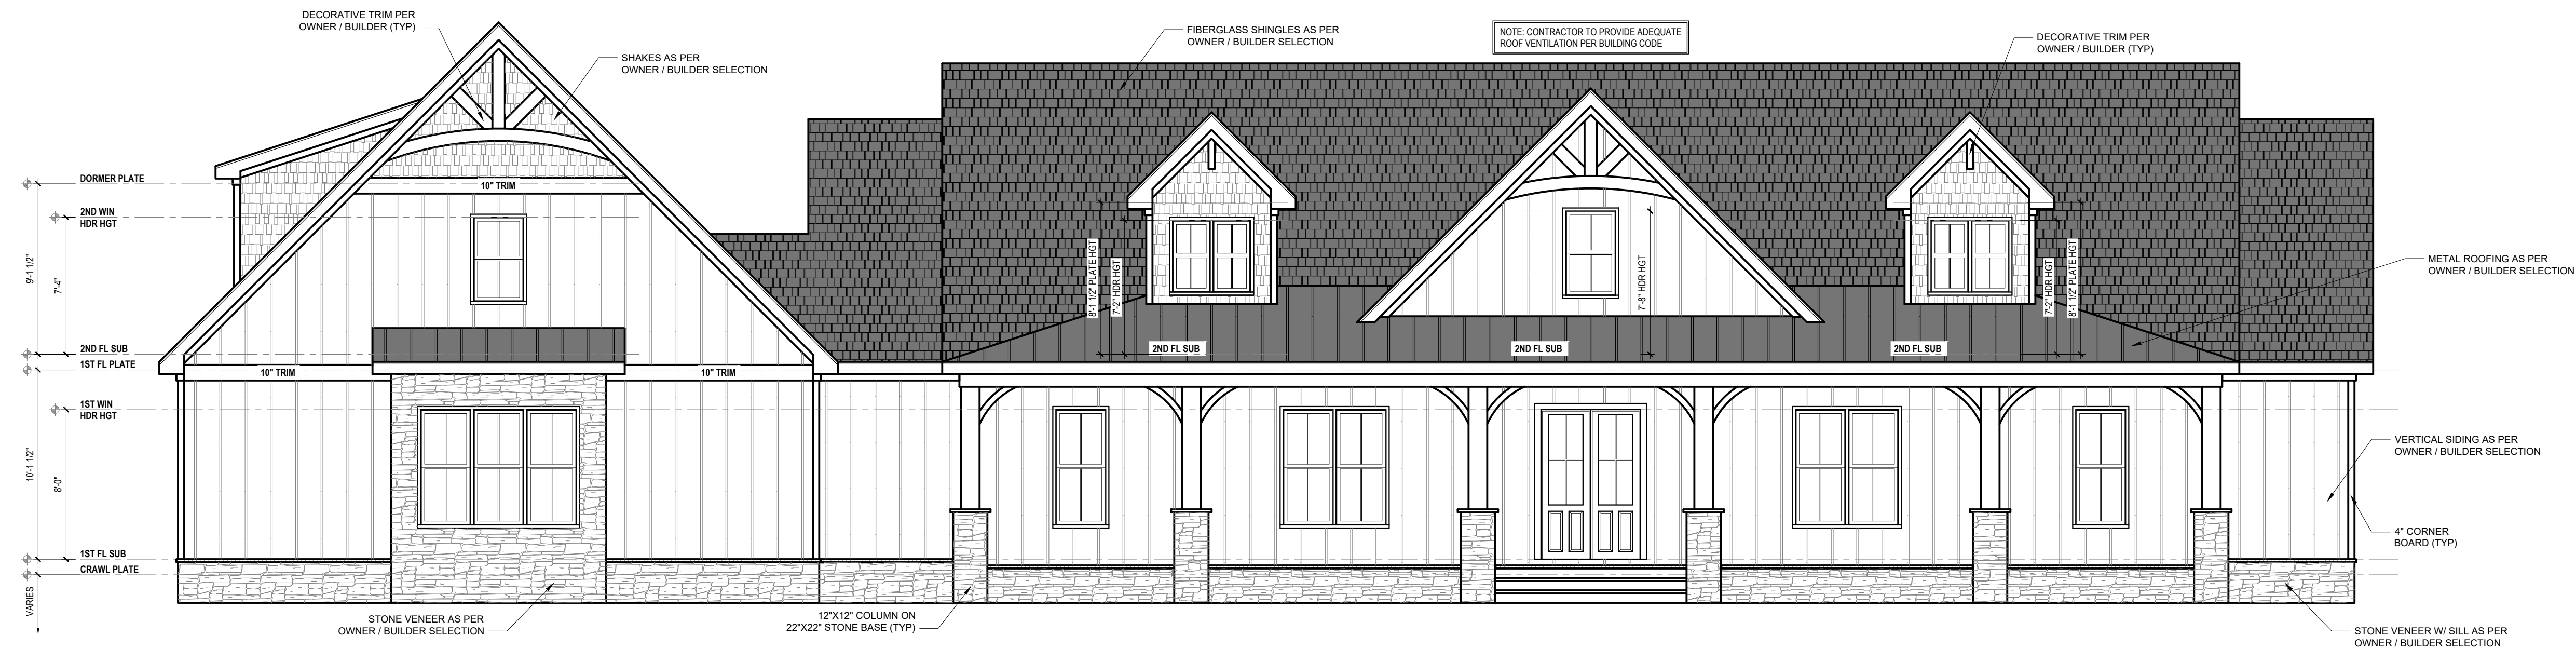 DECORATIVE TRIM PER
OWNER / BUILDER (TYP)
SHAKES AS PER
OWNER / BUILDER SELECTION
FIBERGLASS SHINGLES AS PER
OWNER / BUILDER SELECTION
NOTE: CONTRACTOR TO PROVIDE ADEQUATE
ROOF VENTILATION PER BUILDING CODE
DECORATIVE TRIM PER
OWNER / BUILDER (TYP)
DORMER PLATE
10" TRIM
2ND WIN
HDR HGT
9'-1 1/2"
7'-4"
8'-1 1/2" PLATE HGT
7'-2" HDR HGT
7'-8" HDR HGT
7'-2" HDR HGT
8'-1 1/2" PLATE HGT
METAL ROOFING AS PER
OWNER / BUILDER SELECTION
2ND FL SUB
2ND FL SUB
2ND FL SUB
2ND FL SUB
1ST FL PLATE
10" TRIM
10" TRIM
1ST WIN
HDR HGT
10'-1 1/2"
8'-0"
VERTICAL SIDING AS PER
OWNER / BUILDER SELECTION
4" CORNER
BOARD (TYP)
1ST FL SUB
CRAWL PLATE
VARIES
STONE VENEER AS PER
OWNER / BUILDER SELECTION
12"X12" COLUMN ON
22"X22" STONE BASE (TYP)
STONE VENEER W/ SILL AS PER
OWNER / BUILDER SELECTION